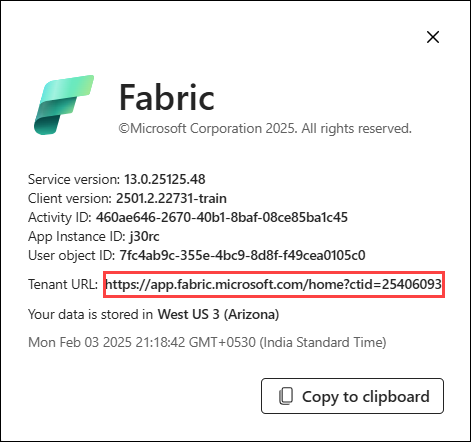 Fabric
©Microsoft Corporation 2025. All rights reserved.
Service version: 13.0.25125.48
Client version: 2501.2.22731-train
Activity ID: 460ae646-2670-40b1-8baf-08ce85ba1c45
App Instance ID: j30rc
User object ID: 7fc4ab9c-355e-4bc9-8d8f-f49cea0105c0
Tenant URL: https://app.fabric.microsoft.com/home?ctid=25406093
Your data is stored in West US 3 (Arizona)
Mon Feb 03 2025 21:18:42 GMT+0530 (India Standard Time)
Copy to clipboard